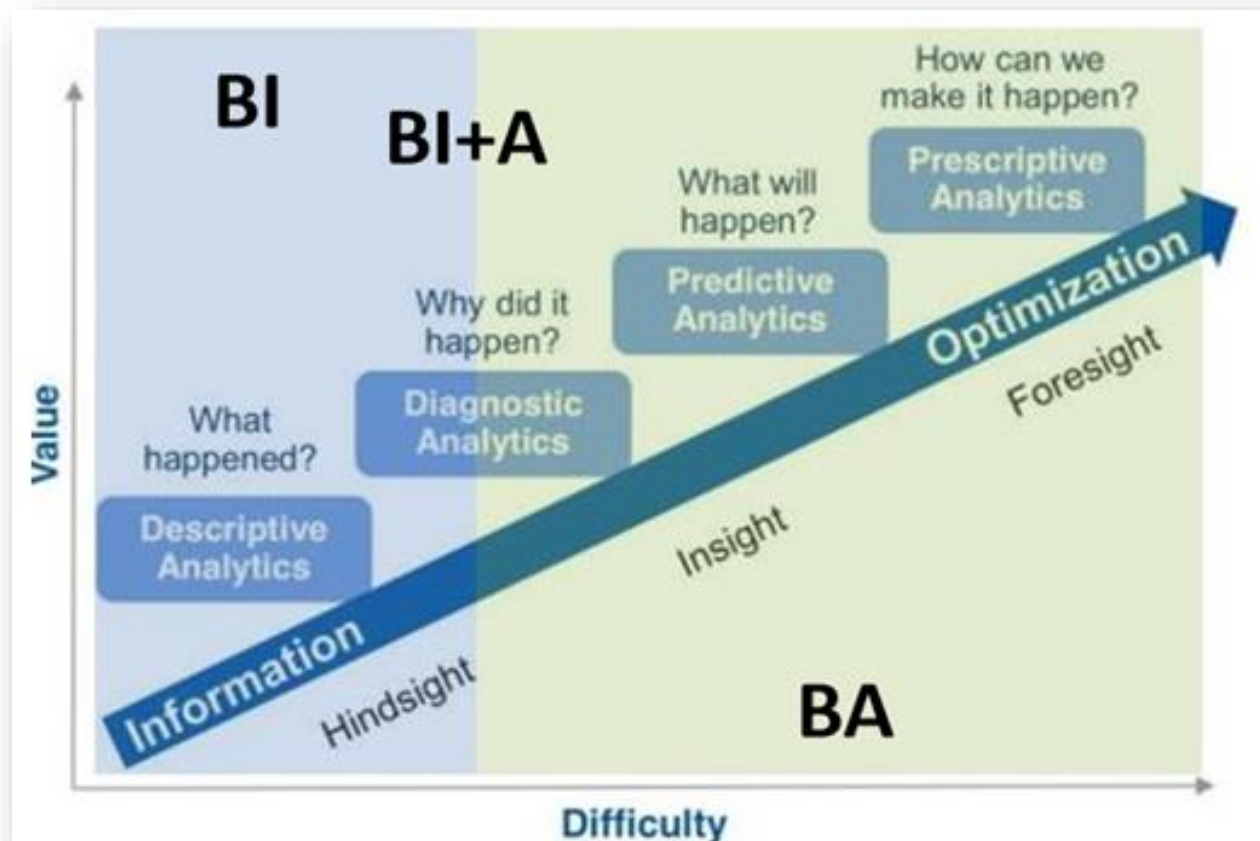 BI
BI+A
How can we
make it happen?
Prescriptive
Analytics
What will
happen?
Predictive
Analytics
Why did it
happen?
Diagnostic
Analytics
What
happened?
Descriptive
Analytics
Information
Optimization
Hindsight
Insight
Foresight
BA
Value
Difficulty